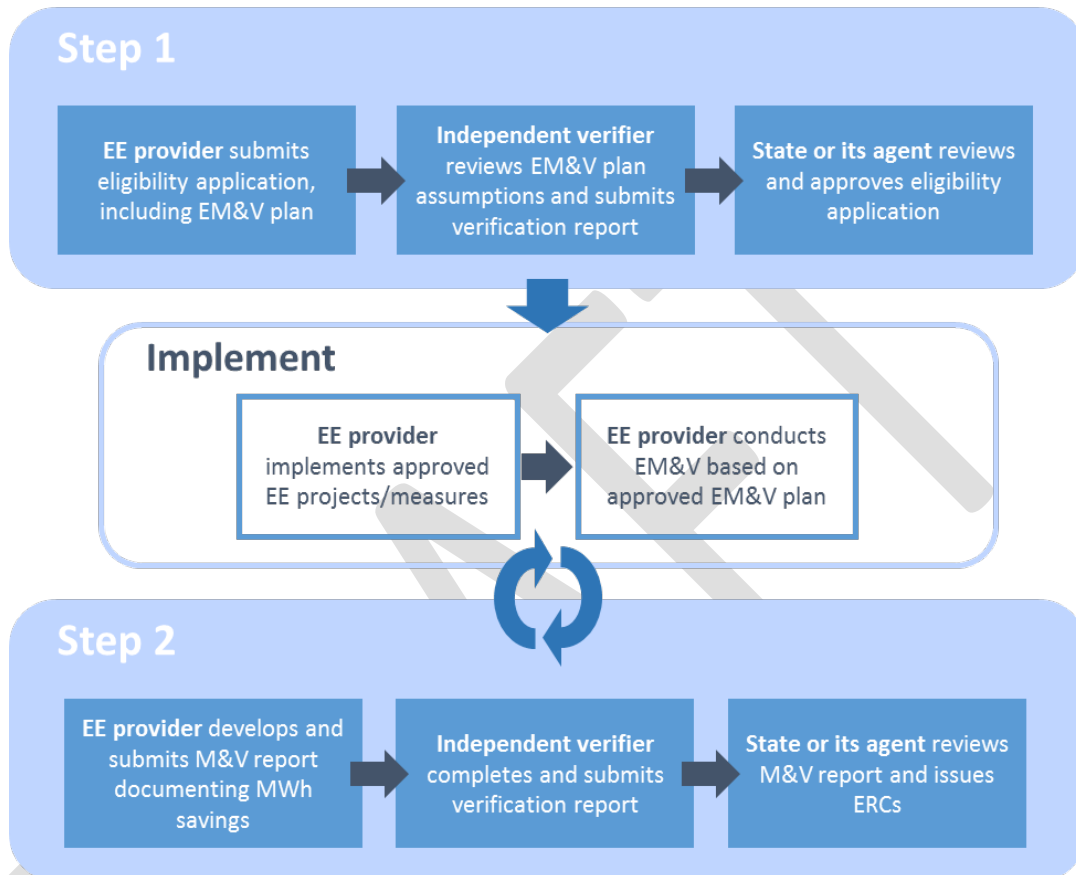 Step 1
EE provider submits
eligibility application,
including EM&V plan
Independent verifier
reviews EM&V plan
assumptions and submits
verification report
State or its agent reviews
and approves eligibility
application
Implement
EE provider
implements approved
EE projects/measures
EE provider conducts
EM&V based on
approved EM&V plan
Step 2
EE provider develops and
submits M&V report
documenting MWh
savings
Independent verifier
completes and submits
verification report
State or its agent reviews
M&V report and issues
ERCs